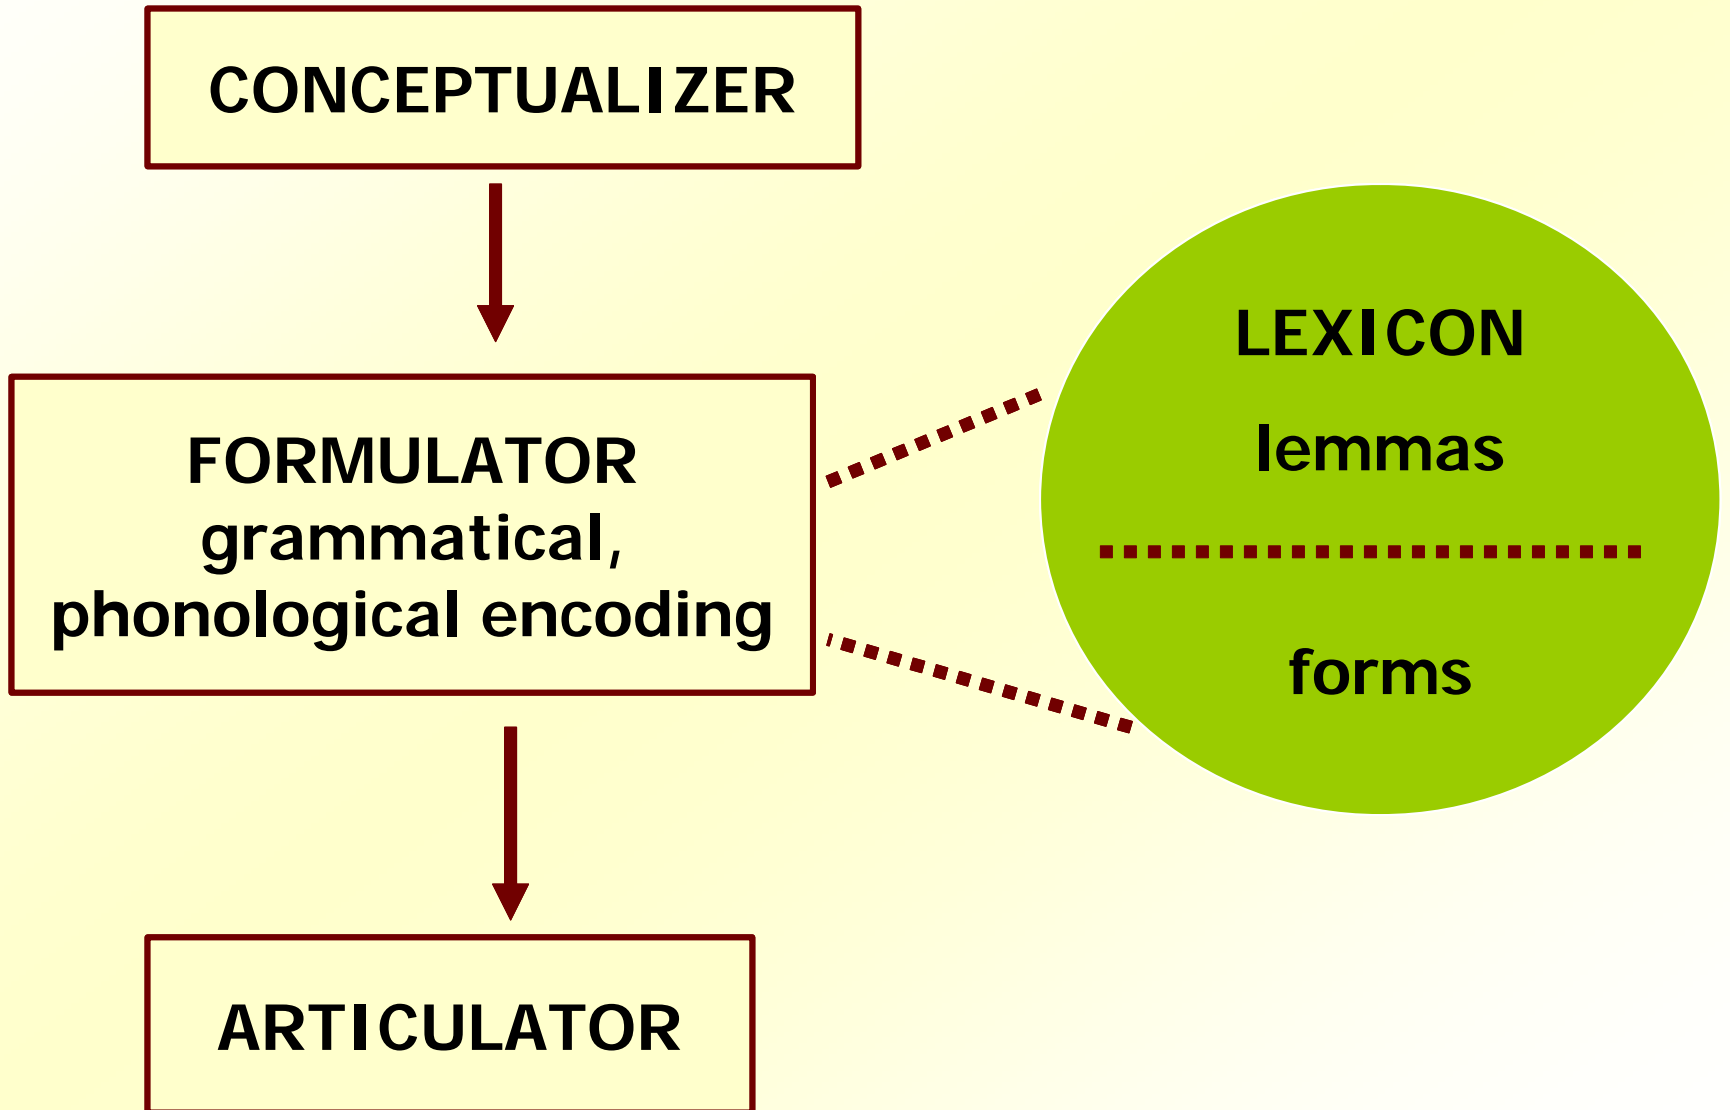 CONCEPTUALIZER
FORMULATOR
grammatical,
phonological encoding
LEXICON
lemmas
forms
ARTICULATOR